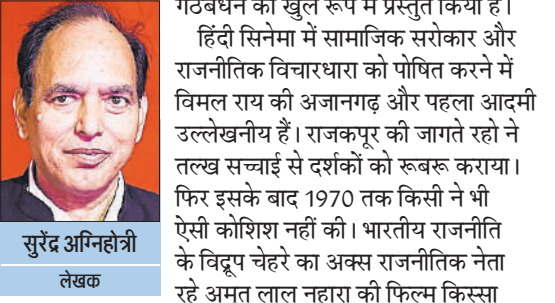 गठबंधन को खुले रूप में प्रस्तुत किया है।
हिंदी सिनेमा में सामाजिक सरोकार और
राजनीतिक विचारधारा को पोषित करने में
विमल राय की अजानगढ़ और पहला आदमी
उल्लेखनीय हैं। राजकपूर की जागते रहो ने
तल्ख सच्चाई से दर्शकों को रूबरू कराया।
फिर इसके बाद 1970 तक किसी ने भी
ऐसी कोशिश नहीं की। भारतीय राजनीति
के विद्रूप चेहरे का अक्स राजनीतिक नेता
रहे अमृत लाल नहारा की फिल्म किस्सा
सुरेंद्र अग्निहोत्री
लेखक